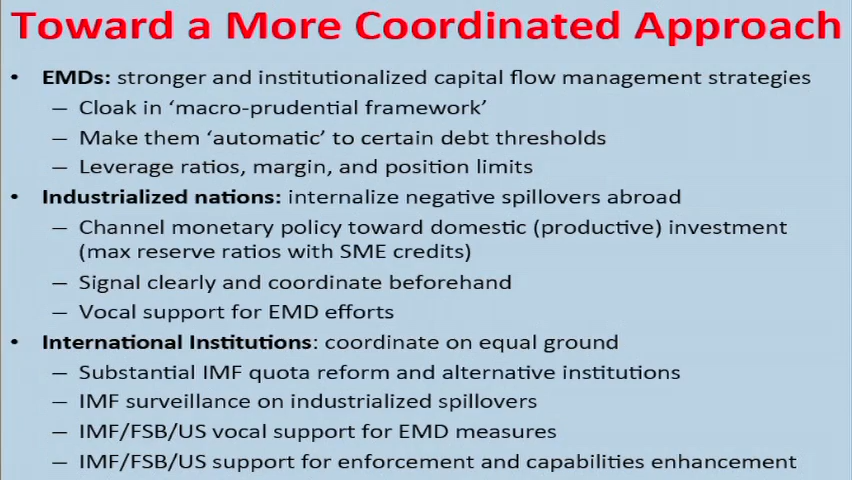 Toward a More Coordinated Approach
• EMDs: stronger and institutionalized capital flow management strategies
– Cloak in ‘macro-prudential framework’
– Make them ‘automatic’ to certain debt thresholds
– Leverage ratios, margin, and position limits
• Industrialized nations: internalize negative spillovers abroad
– Channel monetary policy toward domestic (productive) investment
(max reserve ratios with SME credits)
– Signal clearly and coordinate beforehand
– Vocal support for EMD efforts
• International Institutions: coordinate on equal ground
– Substantial IMF quota reform and alternative institutions
– IMF surveillance on industrialized spillovers
– IMF/FSB/US vocal support for EMD measures
– IMF/FSB/US support for enforcement and capabilities enhancement